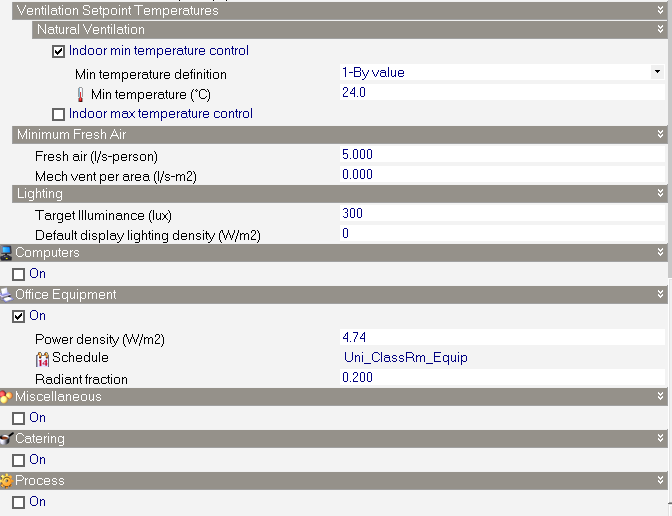 Ventilation Setpoint Temperatures
Natural Ventilation
Indoor min temperature control
Min temperature definition 1-By value
Min temperature (°C) 24.0
Indoor max temperature control
Minimum Fresh Air
Fresh air (l/s-person) 5.000
Mech vent per area (l/s-m2) 0.000
Lighting
Target Illuminance (lux) 300
Default display lighting density (W/m2) 0
Computers
On
Office Equipment
On
Power density (W/m2) 4.74
Schedule Uni_ClassRm_Equip
Radiant fraction 0.200
Miscellaneous
On
Catering
On
Process
On